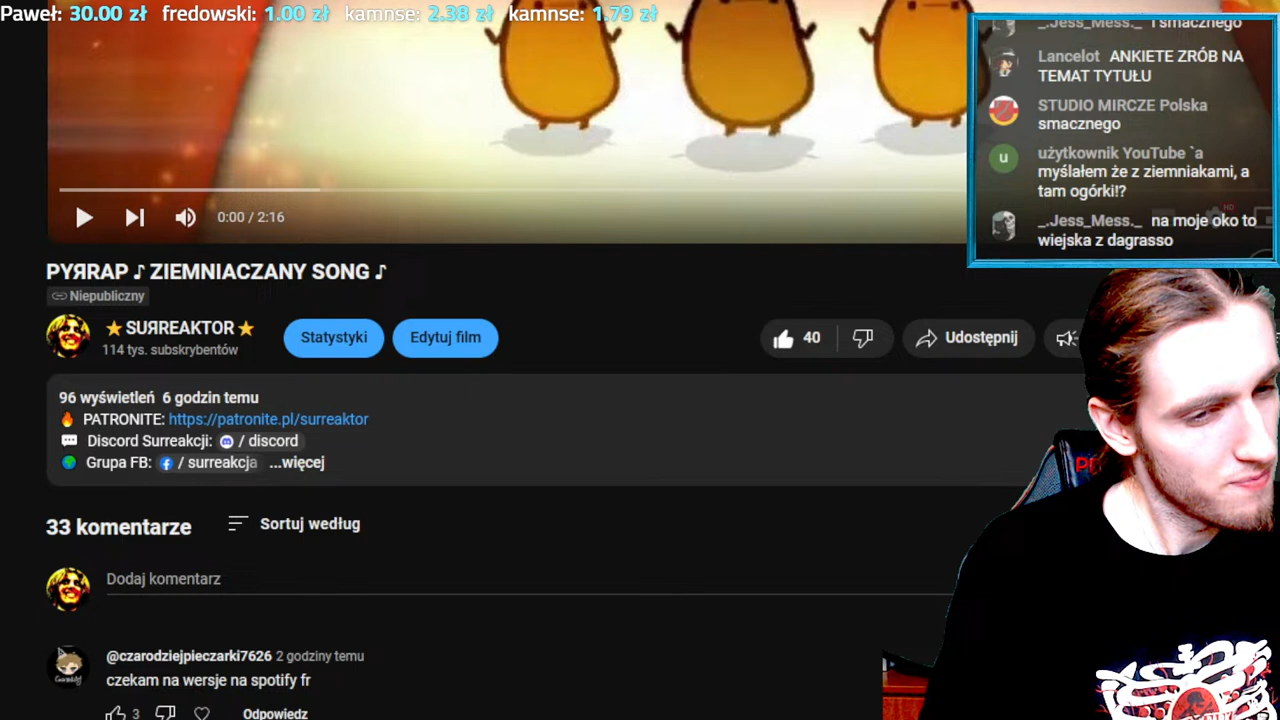 Paweł: 30.00 zł fredowski: 1.00 zł kamnse: 2.38 zł kamnse: 1.79 zł
_.Jess_Mess._ i smacznego
Lancelot ANKIETE ZRÓB NA
TEMAT TYTUŁU
STUDIO MIRCZE Polska
smacznego
u
użytkownik YouTube `a
myślałem że z ziemniakami, a
tam ogórki!?
_.Jess_Mess._ na moje oko to
wiejska z dagrasso
HD
0:00 / 2:16
PYЯRAP ♪ ZIEMNIACZANY SONG ♪
Niepubliczny
⭐ SUЯREAKTOR ⭐
114 tys. subskrybentów
Statystyki
Edytuj film
40
Udostępnij
96 wyświetleń 6 godzin temu
🔥 PATRONITE: https://patronite.pl/surreaktor
💬 Discord Surreakcji: / discord
🌍 Grupa FB: / surreakcja ...więcej
33 komentarze
Sortuj według
Dodaj komentarz
@czarodziejpieczarki7626 2 godziny temu
czekam na wersje na spotify fr
3
Odpowiedz